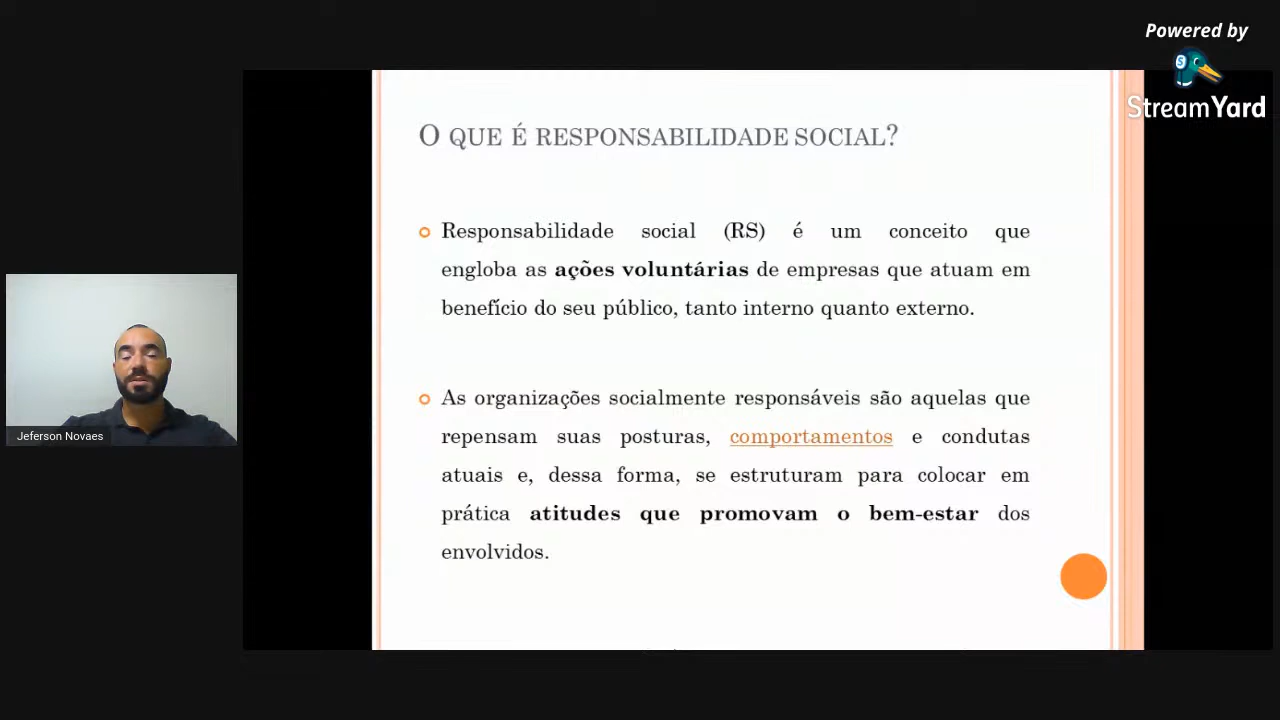 Powered by
StreamYard
O QUE É RESPONSABILIDADE SOCIAL?
Responsabilidade social (RS) é um conceito que
engloba as ações voluntárias de empresas que atuam em
benefício do seu público, tanto interno quanto externo.
As organizações socialmente responsáveis são aquelas que
repensam suas posturas, comportamentos e condutas
atuais e, dessa forma, se estruturam para colocar em
prática atitudes que promovam o bem-estar dos
envolvidos.
Jeferson Novaes